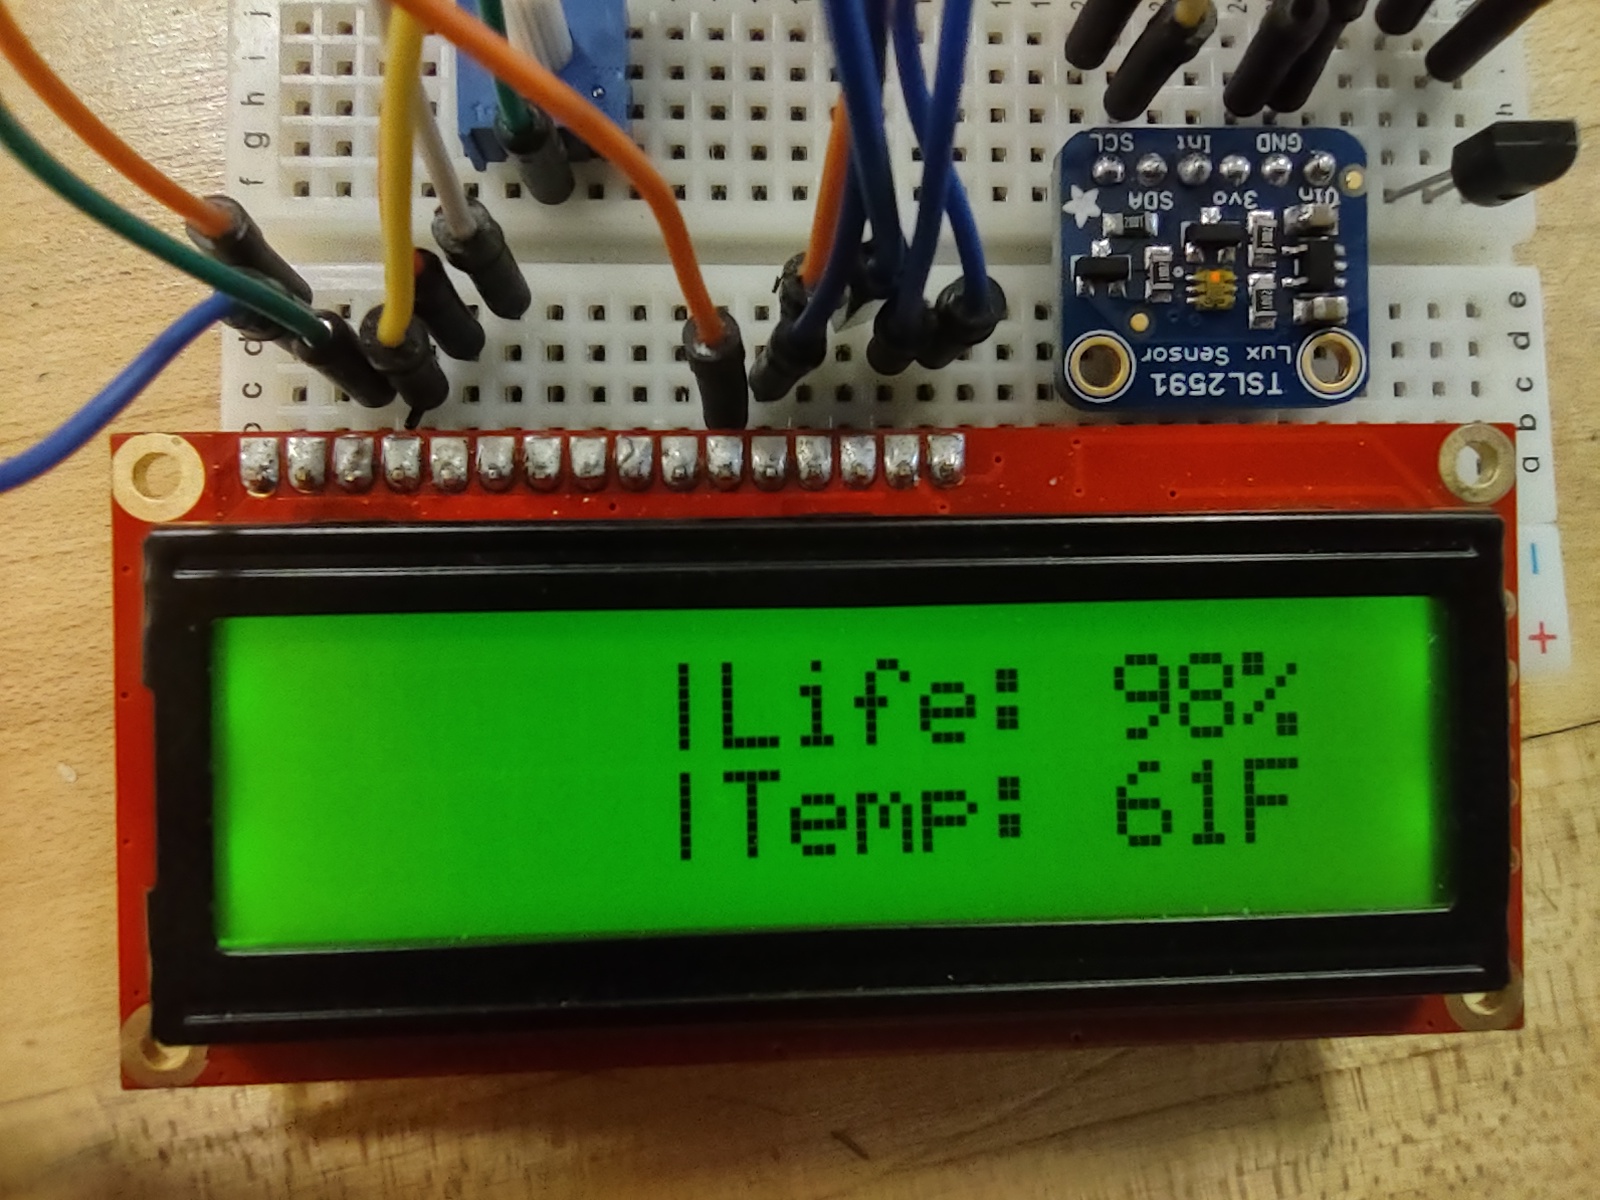 |Life: 98%
|Temp: 61F
b c d f g h i j
TSL2591
Lux Sensor
SCL
SDA
Int
3vo
GND
Vin
a b c d e
h
+ −